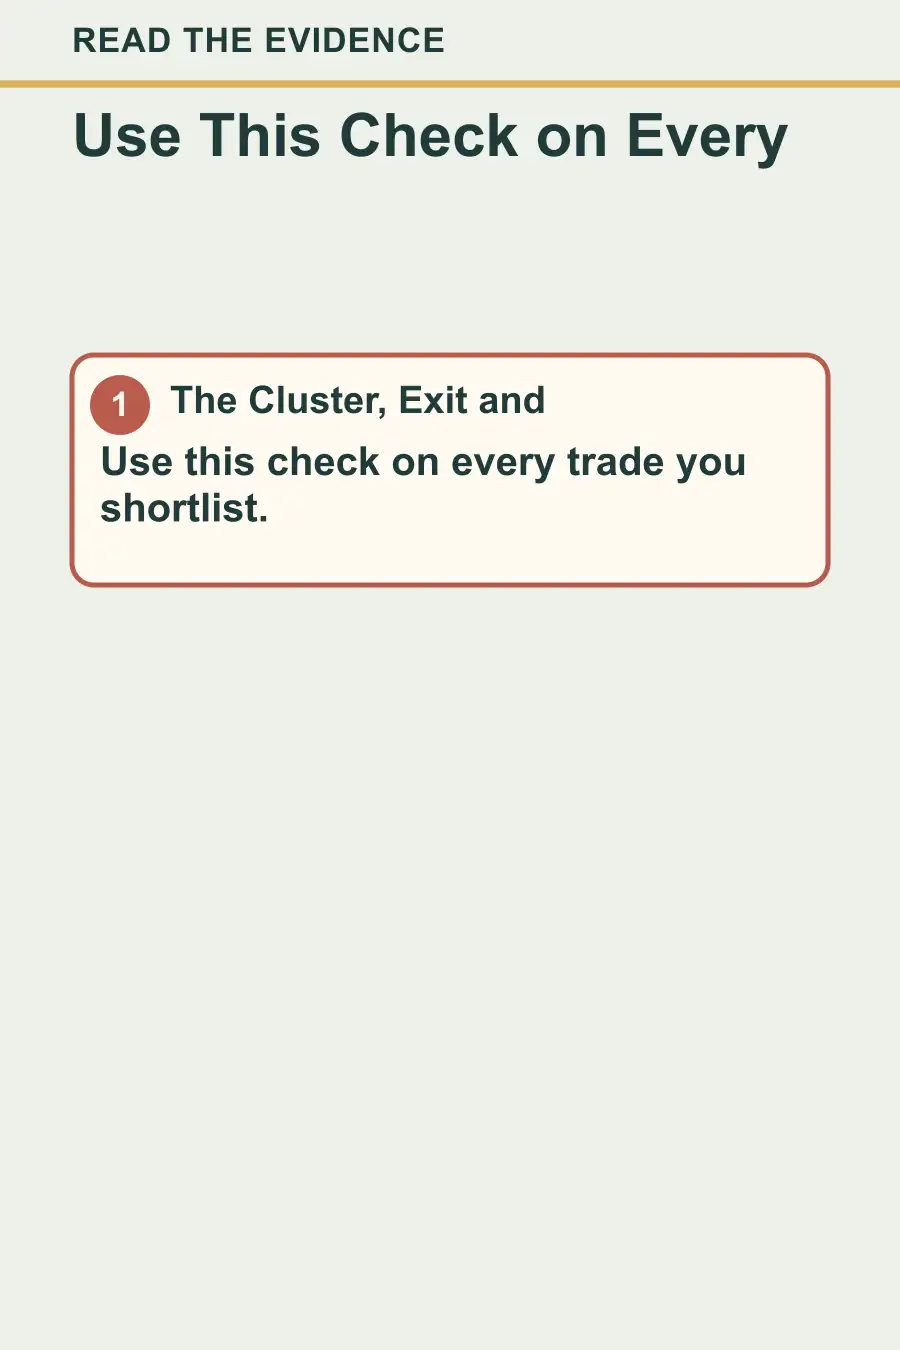 READ THE EVIDENCE
Use This Check on Every
1 The Cluster, Exit and
Use this check on every trade you
shortlist.